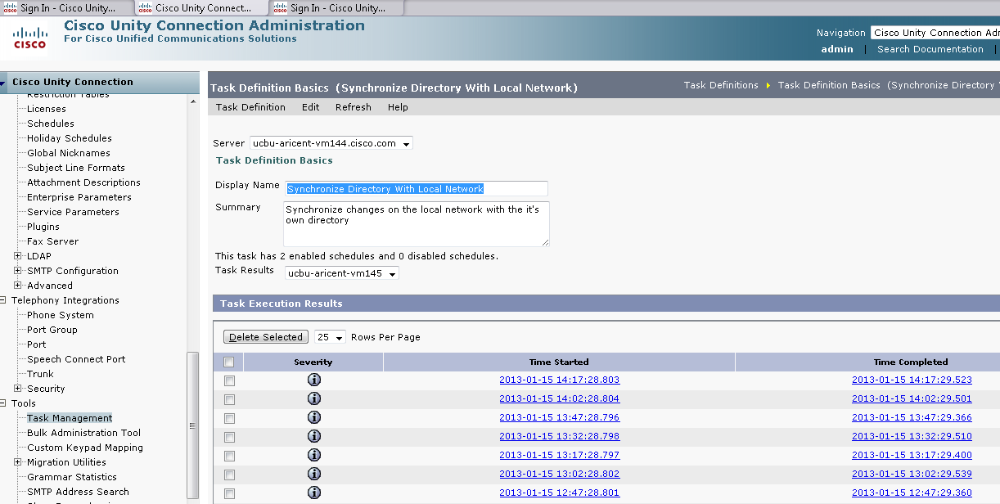 Sign In - Cisco Unity...
Cisco Unity Connect...
Sign In - Cisco Unity...
cisco
Cisco Unity Connection Administration
For Cisco Unified Communications Solutions
Navigation Cisco Unity Connection Adr
admin | Search Documentation |
Cisco Unity Connection
Restriction Tables
Licenses
Schedules
Holiday Schedules
Global Nicknames
Subject Line Formats
Attachment Descriptions
Enterprise Parameters
Service Parameters
Plugins
Fax Server
LDAP
SMTP Configuration
Advanced
Telephony Integrations
Phone System
Port Group
Port
Speech Connect Port
Trunk
Security
Tools
Task Management
Bulk Administration Tool
Custom Keypad Mapping
Migration Utilities
Grammar Statistics
SMTP Address Search
Task Definition Basics (Synchronize Directory With Local Network)
Task Definitions Task Definition Basics (Synchronize Directory
Task Definition Edit Refresh Help
Server ucbu-aricent-vm144.cisco.com
Task Definition Basics
Display Name Synchronize Directory With Local Network
Summary Synchronize changes on the local network with the it's
own directory
This task has 2 enabled schedules and 0 disabled schedules.
Task Results ucbu-aricent-vm145
Task Execution Results
Delete Selected 25 Rows Per Page
Severity Time Started Time Completed
2013-01-15 14:17:28.803 2013-01-15 14:17:29.523
2013-01-15 14:02:28.804 2013-01-15 14:02:29.501
2013-01-15 13:47:28.796 2013-01-15 13:47:29.366
2013-01-15 13:32:28.798 2013-01-15 13:32:29.510
2013-01-15 13:17:28.797 2013-01-15 13:17:29.400
2013-01-15 13:02:28.802 2013-01-15 13:02:29.539
2013-01-15 12:47:28.801 2013-01-15 12:47:29.360